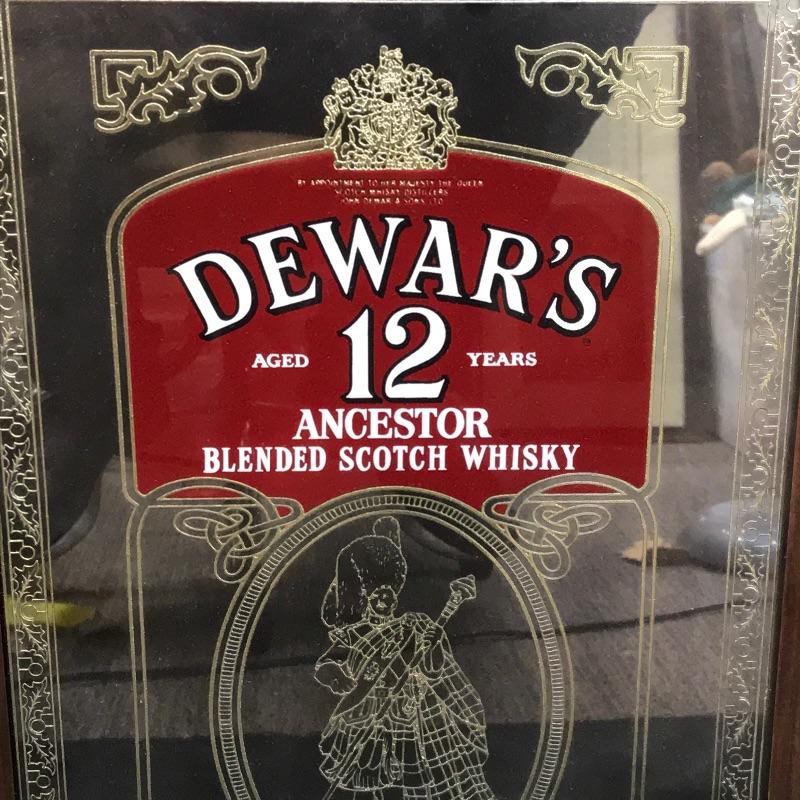 BY APPOINTMENT TO HER MAJESTY THE QUEEN
SCOTCH WHISKY DISTILLERS
JOHN DEWAR & SONS LTD
DEWAR'S
AGED 12 YEARS
ANCESTOR
BLENDED SCOTCH WHISKY